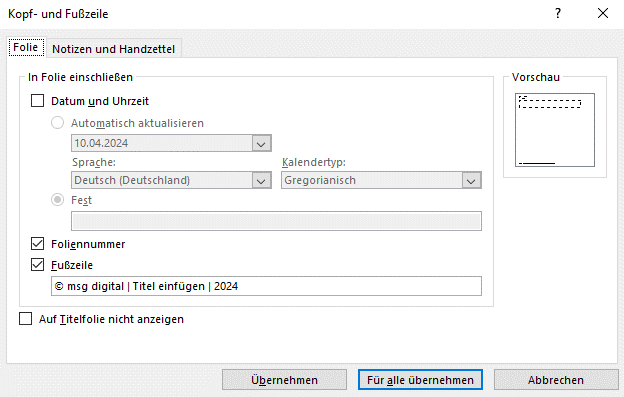 Kopf- und Fußzeile ?
Folie Notizen und Handzettel
In Folie einschließen
Datum und Uhrzeit
Automatisch aktualisieren
10.04.2024
Sprache: Kalendertyp:
Deutsch (Deutschland) Gregorianisch
Fest
Foliennummer
Fußzeile
© msg digital | Titel einfügen | 2024
Auf Titelfolie nicht anzeigen
Vorschau
Übernehmen Für alle übernehmen Abbrechen